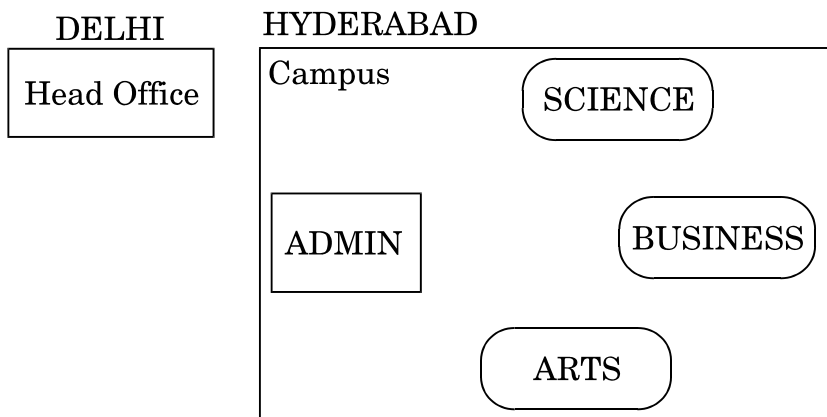 DELHI
HYDERABAD
Head Office
Campus
SCIENCE
ADMIN
BUSINESS
ARTS